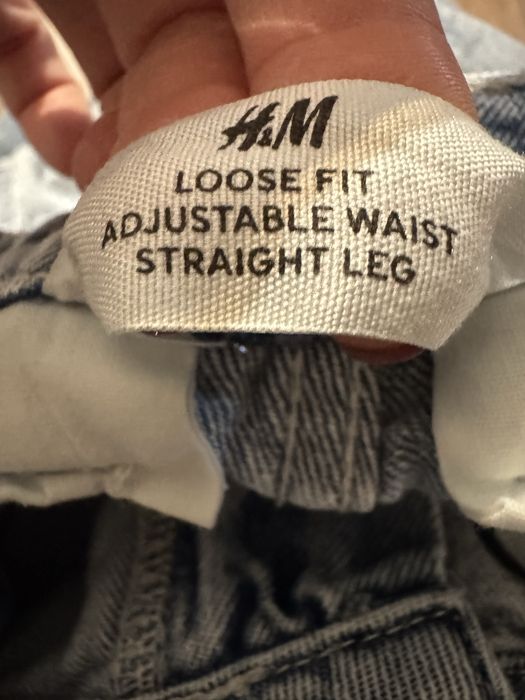 H&M
LOOSE FIT
ADJUSTABLE WAIST
STRAIGHT LEG